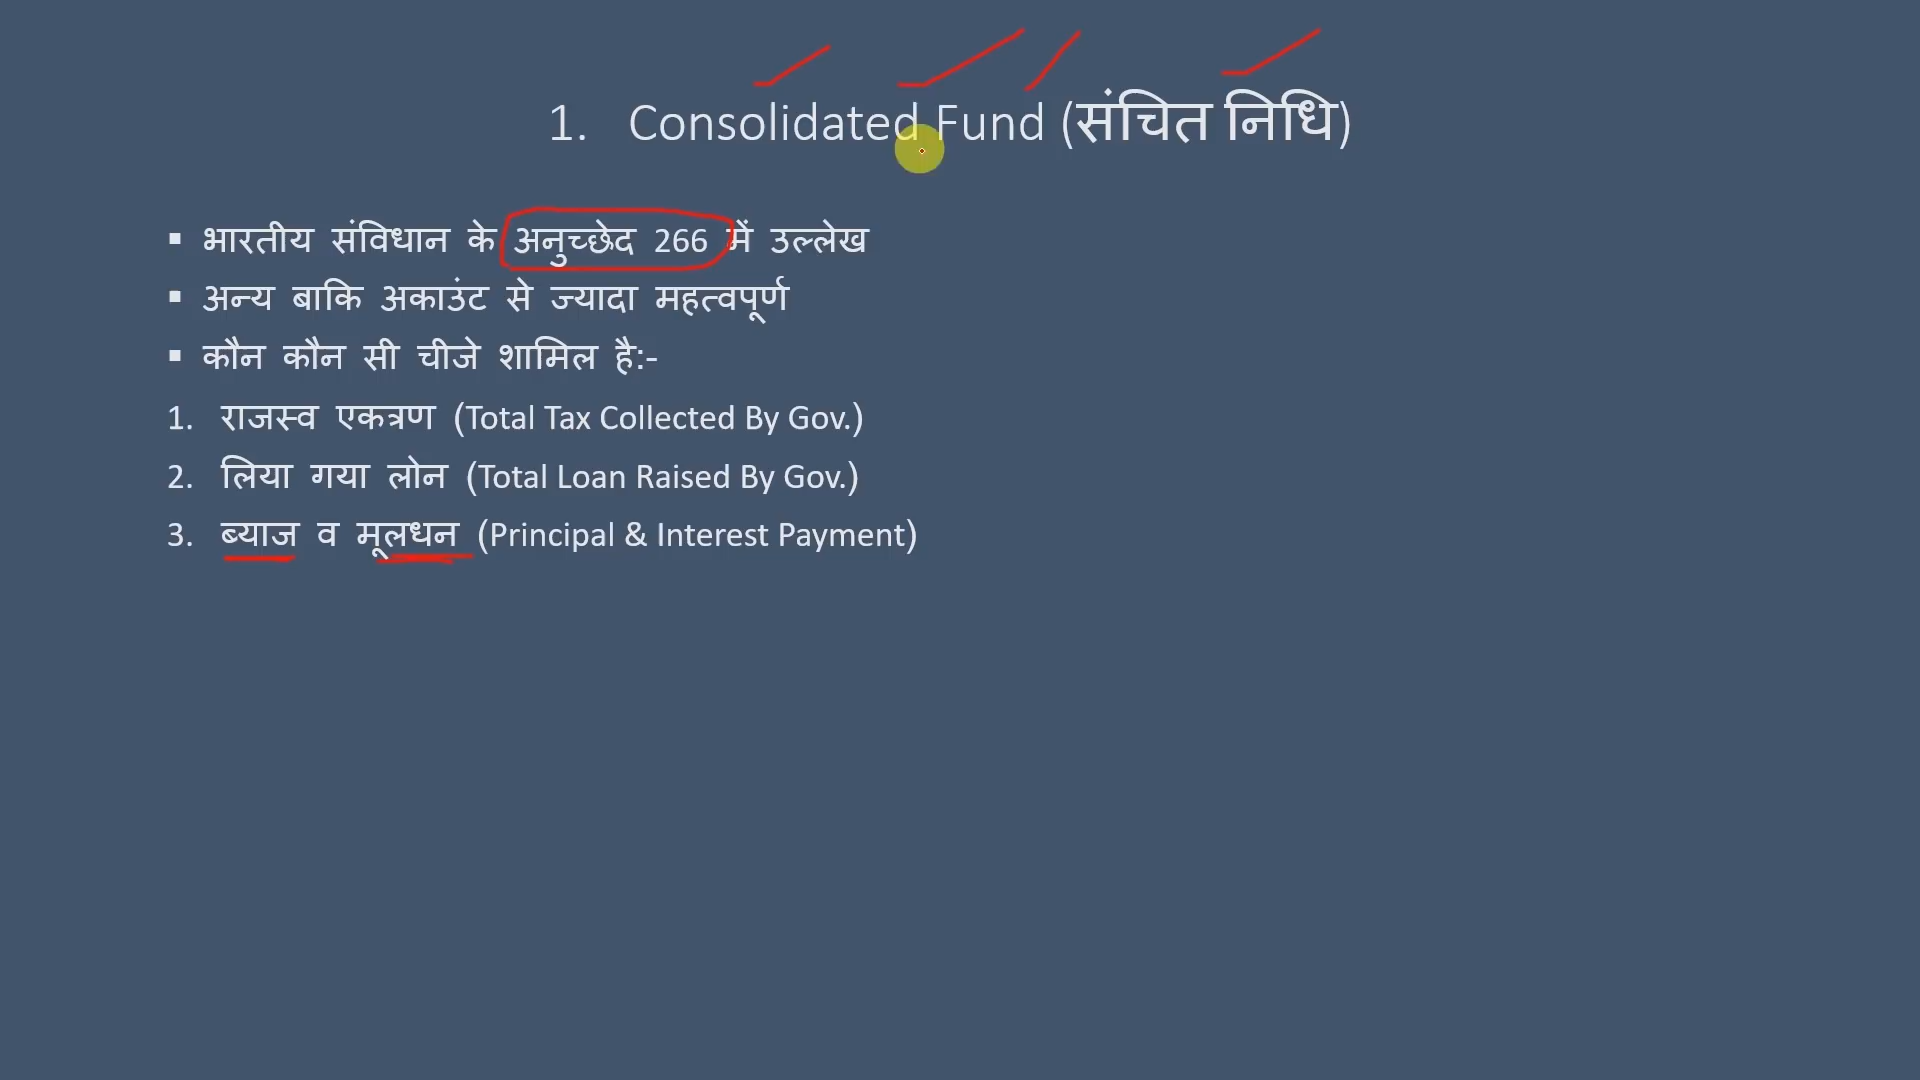 1. Consolidated Fund (संचित निधि)
▪ भारतीय संविधान के अनुच्छेद 266 में उल्लेख
▪ अन्य बाकि अकाउंट से ज्यादा महत्वपूर्ण
▪ कौन कौन सी चीजे शामिल है:-
1. राजस्व एकत्रण (Total Tax Collected By Gov.)
2. लिया गया लोन (Total Loan Raised By Gov.)
3. ब्याज व मूलधन (Principal & Interest Payment)